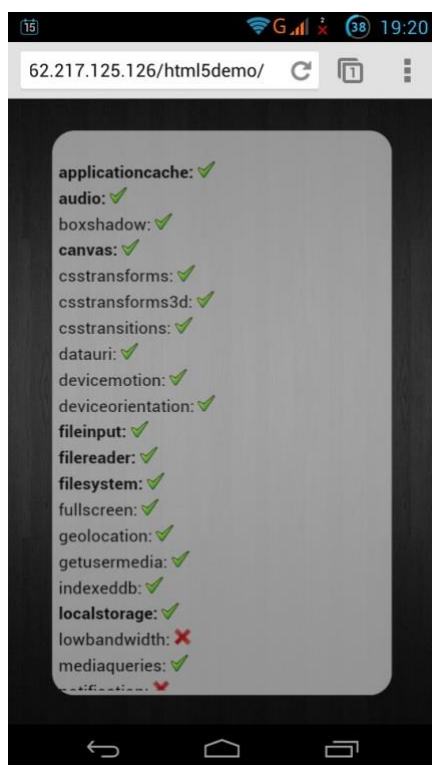 15 G 2 38 19:20
62.217.125.126/html5demo/ 1
applicationcache:
audio:
boxshadow:
canvas:
csstransforms:
csstransforms3d:
csstransitions:
datauri:
devicemotion:
deviceorientation:
fileinput:
filereader:
filesystem:
fullscreen:
geolocation:
getusermedia:
indexeddb:
localstorage:
lowbandwidth:
mediaqueries: